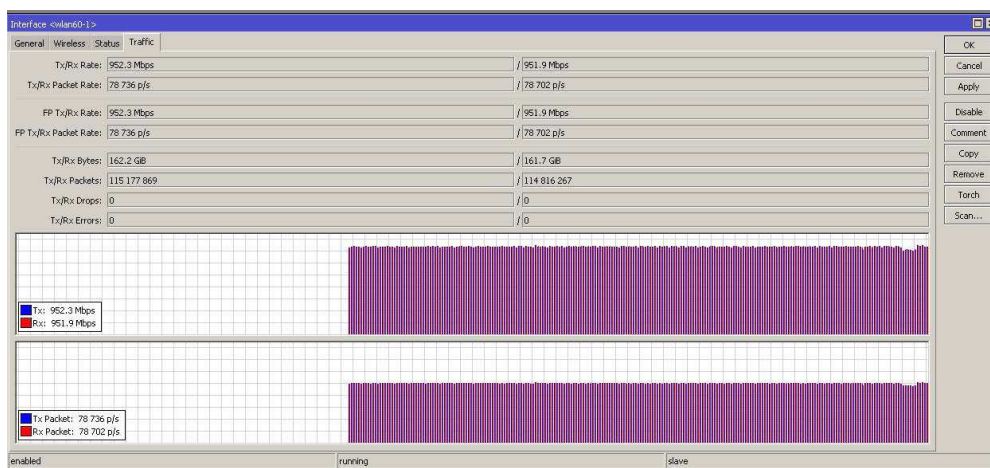 Interface <wlan60-1>
General Wireless Status Traffic
Tx/Rx Rate: 952.3 Mbps / 951.9 Mbps
Tx/Rx Packet Rate: 78 736 p/s / 78 702 p/s
FP Tx/Rx Rate: 952.3 Mbps / 951.9 Mbps
FP Tx/Rx Packet Rate: 78 736 p/s / 78 702 p/s
Tx/Rx Bytes: 162.2 GiB / 161.7 GiB
Tx/Rx Packets: 115 177 869 / 114 816 267
Tx/Rx Drops: 0 / 0
Tx/Rx Errors: 0 / 0
OK
Cancel
Apply
Disable
Comment
Copy
Remove
Torch
Scan...
Tx: 952.3 Mbps
Rx: 951.9 Mbps
Tx Packet: 78 736 p/s
Rx Packet: 78 702 p/s
enabled running slave